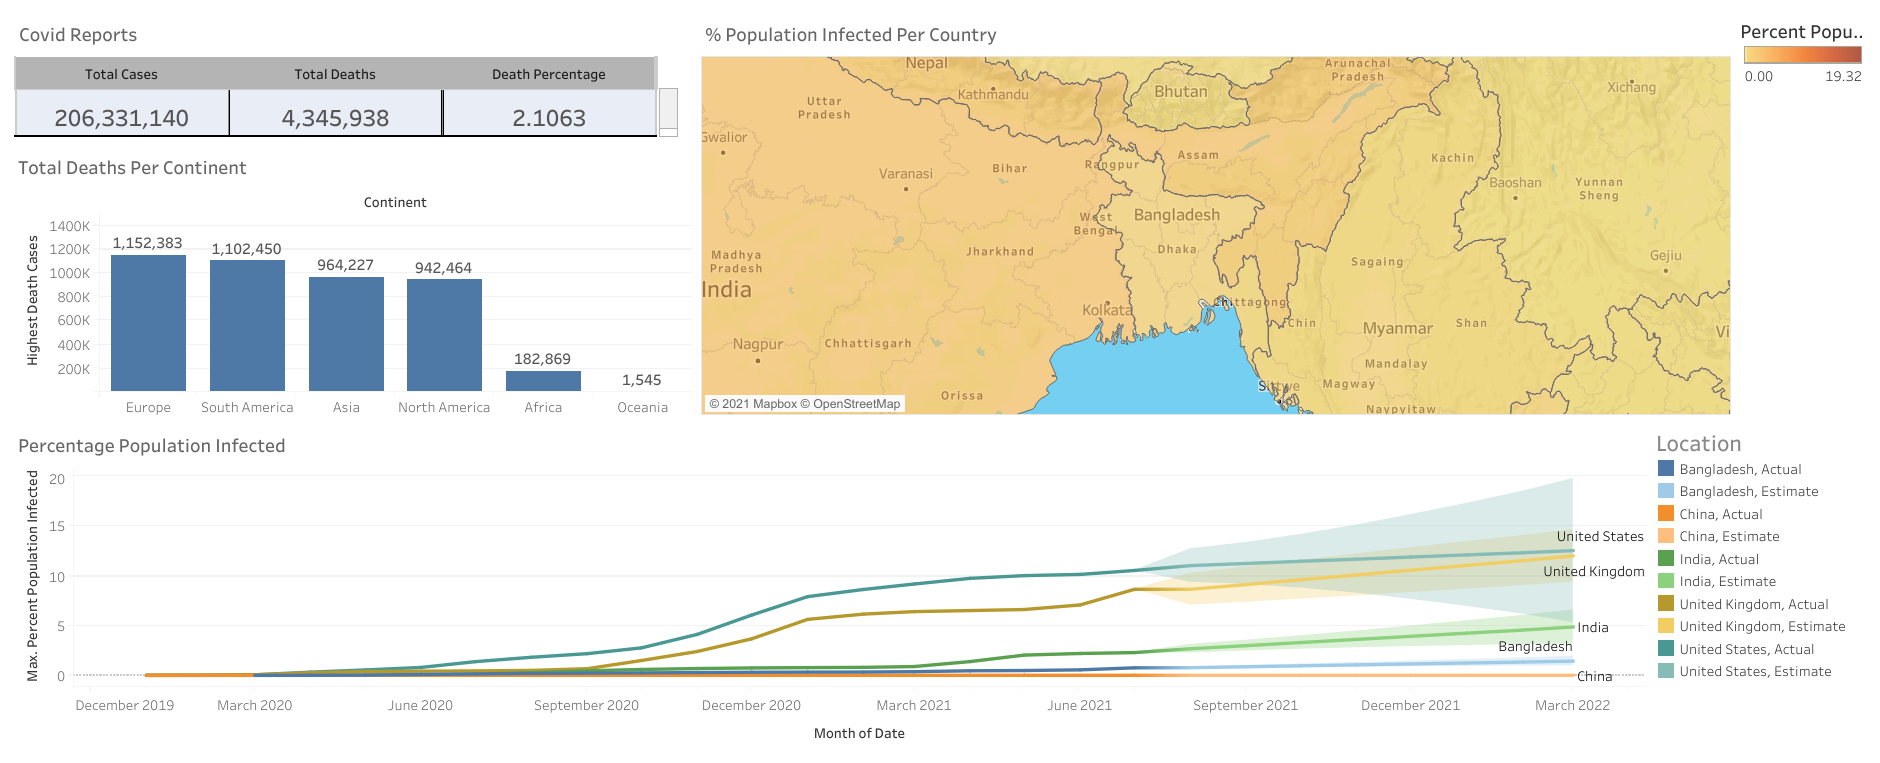 Covid Reports
Total Cases
Total Deaths
Death Percentage
206,331,140
4,345,938
2.1063
Total Deaths Per Continent
Continent
Highest Death Cases
1400K
1200K
1000K
800K
600K
400K
200K
1,152,383
1,102,450
964,227
942,464
182,869
1,545
Europe
South America
Asia
North America
Africa
Oceania
% Population Infected Per Country
Nepal
Kathmandu
Uttar
Pradesh
Gwalior
Varanasi
Bihar
Bhutan
Arunachal
Pradesh
Xichang
Assam
Rangpur
Kachin
Baoshan
Yunnan
Sheng
West
Bengal
Bangladesh
Dhaka
Jharkhand
Madhya
Pradesh
India
Sagaing
Gejiu
Kolkata
Chittagong
Chin
Myanmar
Shan
Vi
Nagpur
Chhattisgarh
Mandalay
Sittwe
Magway
Orissa
Naypyitaw
© 2021 Mapbox © OpenStreetMap
Percent Popu..
0.00
19.32
Percentage Population Infected
Max. Percent Population Infected
20
15
10
5
0
United States
United Kingdom
India
Bangladesh
China
December 2019
March 2020
June 2020
September 2020
December 2020
March 2021
June 2021
September 2021
December 2021
March 2022
Month of Date
Location
Bangladesh, Actual
Bangladesh, Estimate
China, Actual
China, Estimate
India, Actual
India, Estimate
United Kingdom, Actual
United Kingdom, Estimate
United States, Actual
United States, Estimate